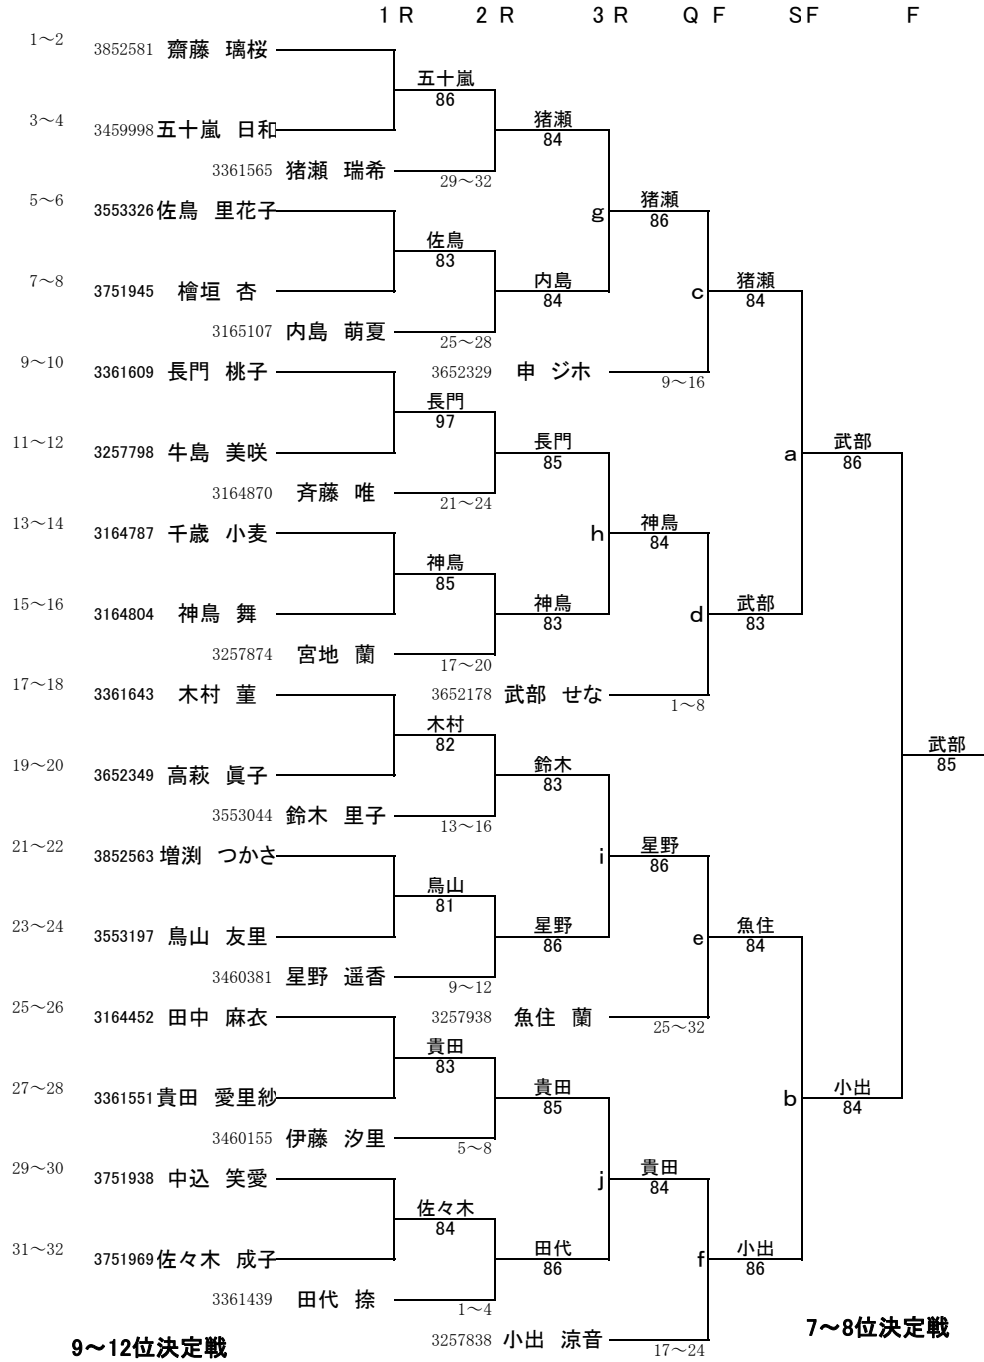 1 R 2 R 3 R Q F SF F
1～2
3852581 齋藤 璃桜
五十嵐
86
3～4
3459998 五十嵐 日和
猪瀬
84
3361565 猪瀬 瑞希
29～32
5～6
3553326 佐鳥 里花子
g
猪瀬
86
佐鳥
83
7～8
3751945 檜垣 杏
内島
84
c
猪瀬
84
3165107 内島 萌夏
25～28
9～10
3361609 長門 桃子
3652329 申 ジホ
9～16
長門
97
11～12
3257798 牛島 美咲
長門
85
a
武部
86
3164870 斉藤 唯
21～24
13～14
3164787 千歳 小麦
h
神鳥
84
神鳥
85
15～16
3164804 神鳥 舞
神鳥
83
d
武部
83
3257874 宮地 蘭
17～20
17～18
3361643 木村 菫
3652178 武部 せな
1～8
木村
82
武部
85
19～20
3652349 高萩 眞子
鈴木
83
3553044 鈴木 里子
13～16
21～22
3852563 増渕 つかさ
i
星野
86
鳥山
81
23～24
3553197 鳥山 友里
星野
86
e
魚住
84
3460381 星野 遥香
9～12
25～26
3164452 田中 麻衣
3257938 魚住 蘭
25～32
貴田
83
27～28
3361551 貴田 愛里紗
貴田
85
b
小出
84
3460155 伊藤 汐里
5～8
29～30
3751938 中込 笑愛
j
貴田
84
佐々木
84
31～32
3751969 佐々木 成子
田代
86
f
小出
86
3361439 田代 捺
1～4
3257838 小出 涼音
17～24
7～8位決定戦
9～12位決定戦